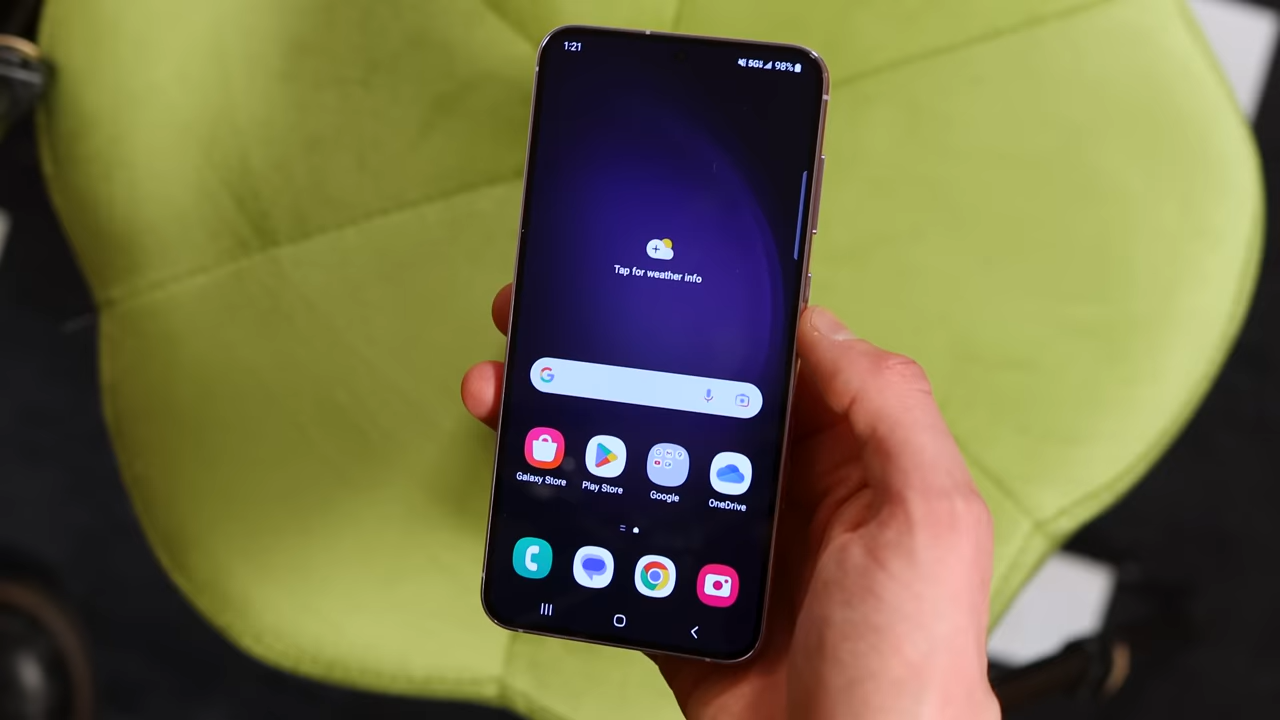 1:21
5G 98%
Tap for weather info
G
Galaxy Store
Play Store
Google
OneDrive